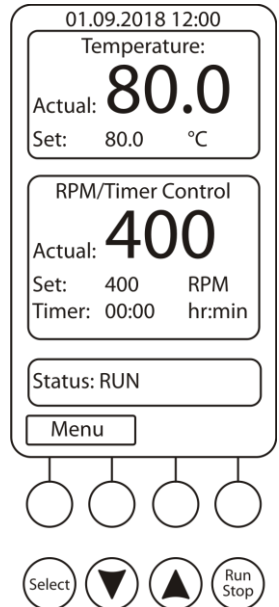 01.09.2018 12:00
Temperature:
Actual: 80.0
Set: 80.0 °C
RPM/Timer Control
Actual: 400
Set: 400 RPM
Timer: 00:00 hr:min
Status: RUN
Menu
Select
Run
Stop